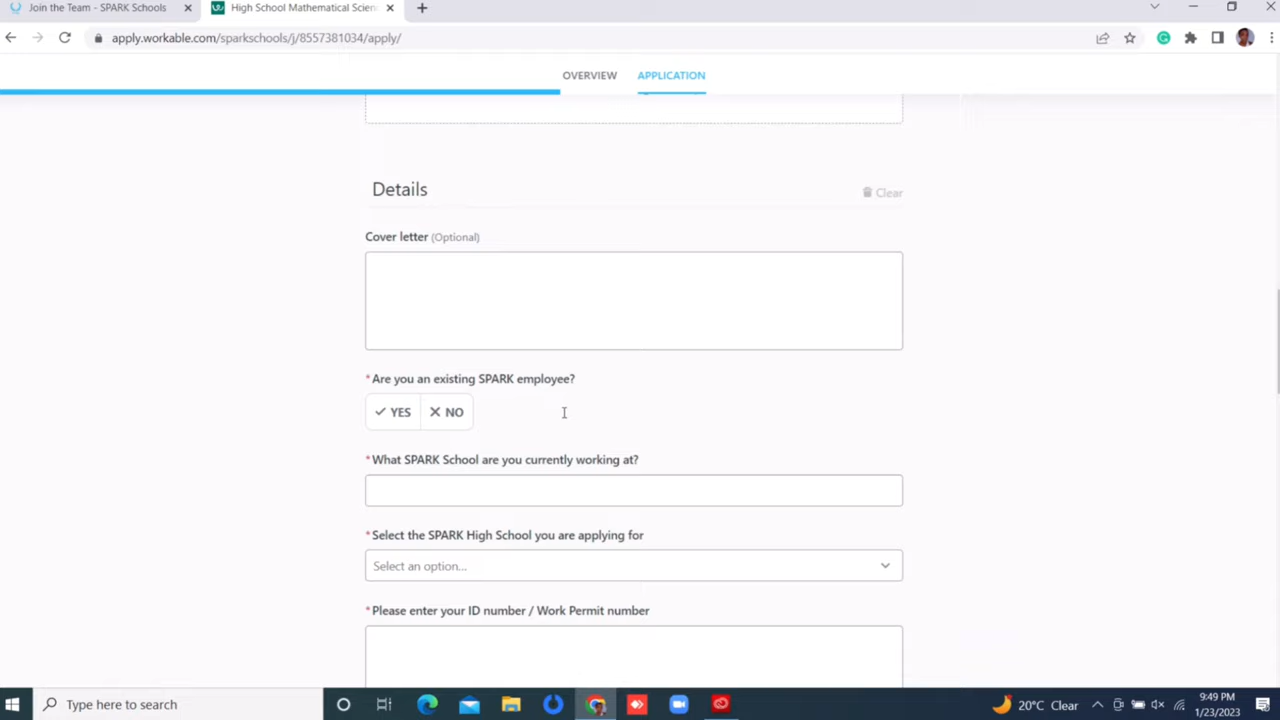 Join the Team - SPARK Schools
High School Mathematical Scien
apply.workable.com/sparkschools/j/8557381034/apply/
OVERVIEW
APPLICATION
Details
Clear
Cover letter (Optional)
*Are you an existing SPARK employee?
YES
NO
*What SPARK School are you currently working at?
*Select the SPARK High School you are applying for
Select an option...
*Please enter your ID number / Work Permit number
Type here to search
20°C Clear
9:49 PM
1/23/2023